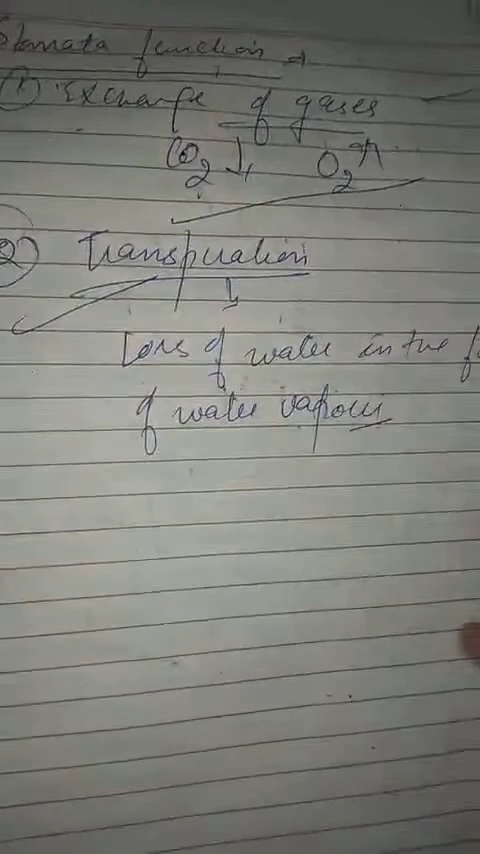 Stomata function →
① Exchange of gases
CO2 ↓, O2 ↑
② Transpiration
↓
Loss of water in the
of water vapour